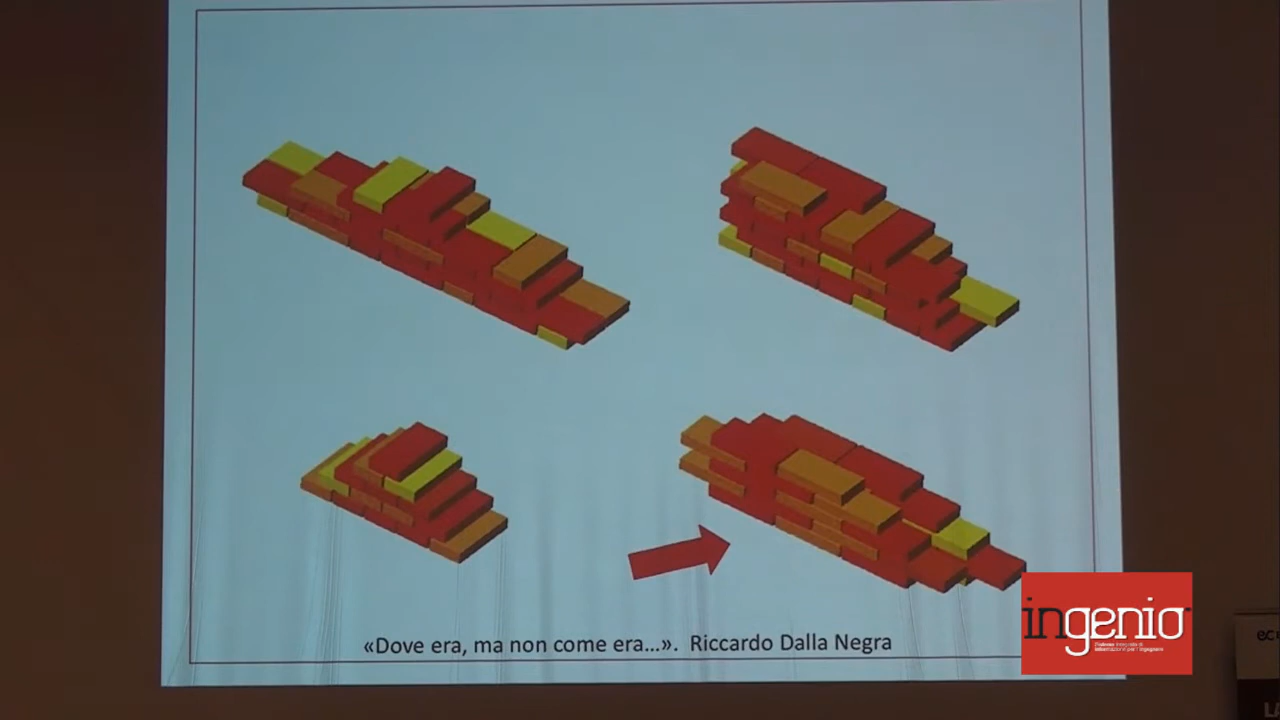 «Dove era, ma non come era...». Riccardo Dalla Negra
ingenio